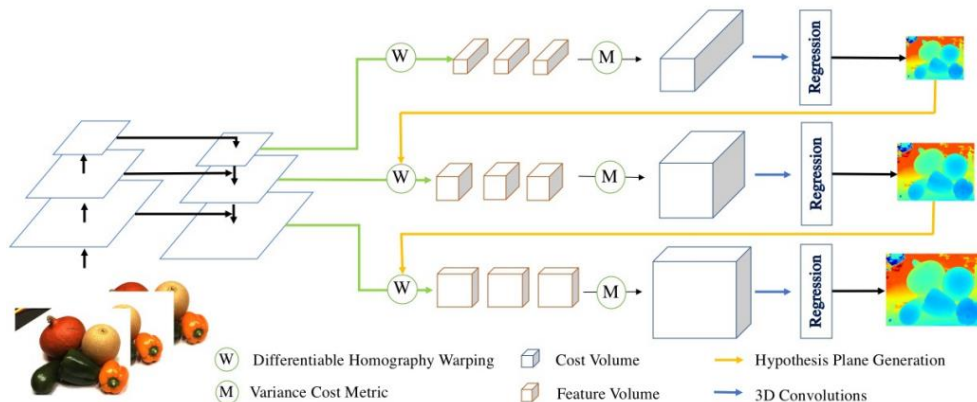 W
M
Regression
W
M
Regression
W
M
Regression
W Differentiable Homography Warping
Cost Volume
Hypothesis Plane Generation
M Variance Cost Metric
Feature Volume
3D Convolutions